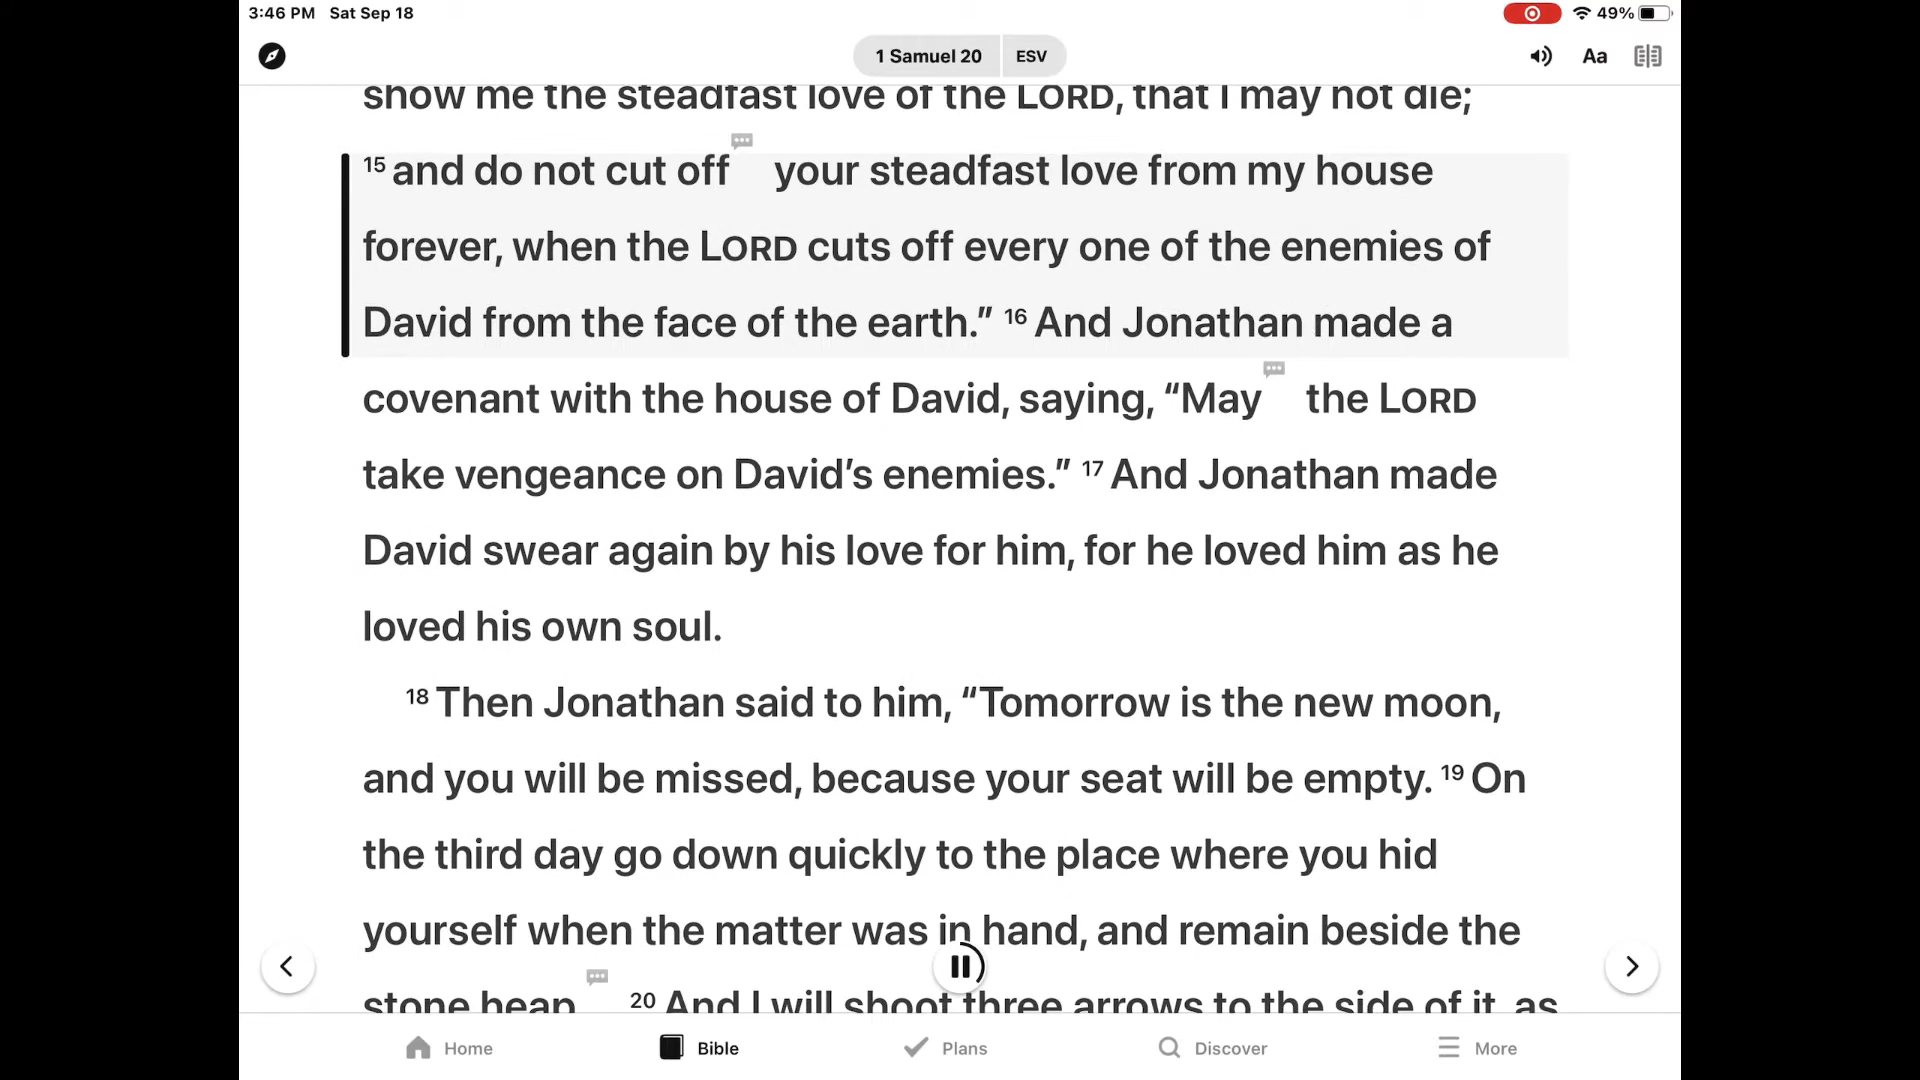 3:46 PM Sat Sep 18
49%
1 Samuel 20 ESV
Aa
show me the steadfast love of the LORD, that I may not die;
15 and do not cut off your steadfast love from my house
forever, when the LORD cuts off every one of the enemies of
David from the face of the earth.” 16 And Jonathan made a
covenant with the house of David, saying, “May the LORD
take vengeance on David’s enemies.” 17 And Jonathan made
David swear again by his love for him, for he loved him as he
loved his own soul.
18 Then Jonathan said to him, “Tomorrow is the new moon,
and you will be missed, because your seat will be empty. 19 On
the third day go down quickly to the place where you hid
yourself when the matter was in hand, and remain beside the
stone heap 20 And I will shoot three arrows to the side of it, as
Home Bible Plans Discover More